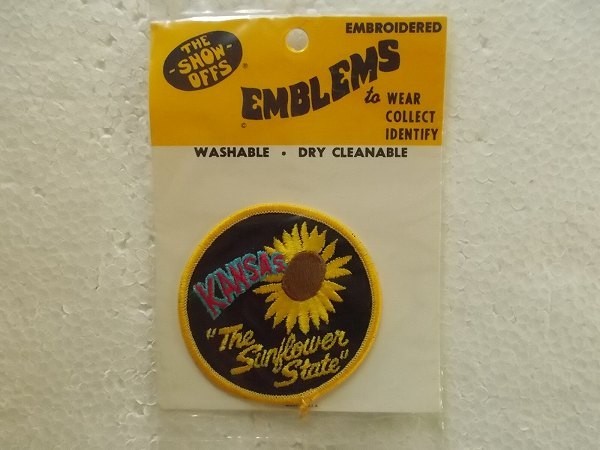 THE
-SHOW-
OFFS
®
EMBROIDERED
EMBLEMS
©
to WEAR
COLLECT
IDENTIFY
WASHABLE • DRY CLEANABLE
KANSAS
"The
Sunflower
State"